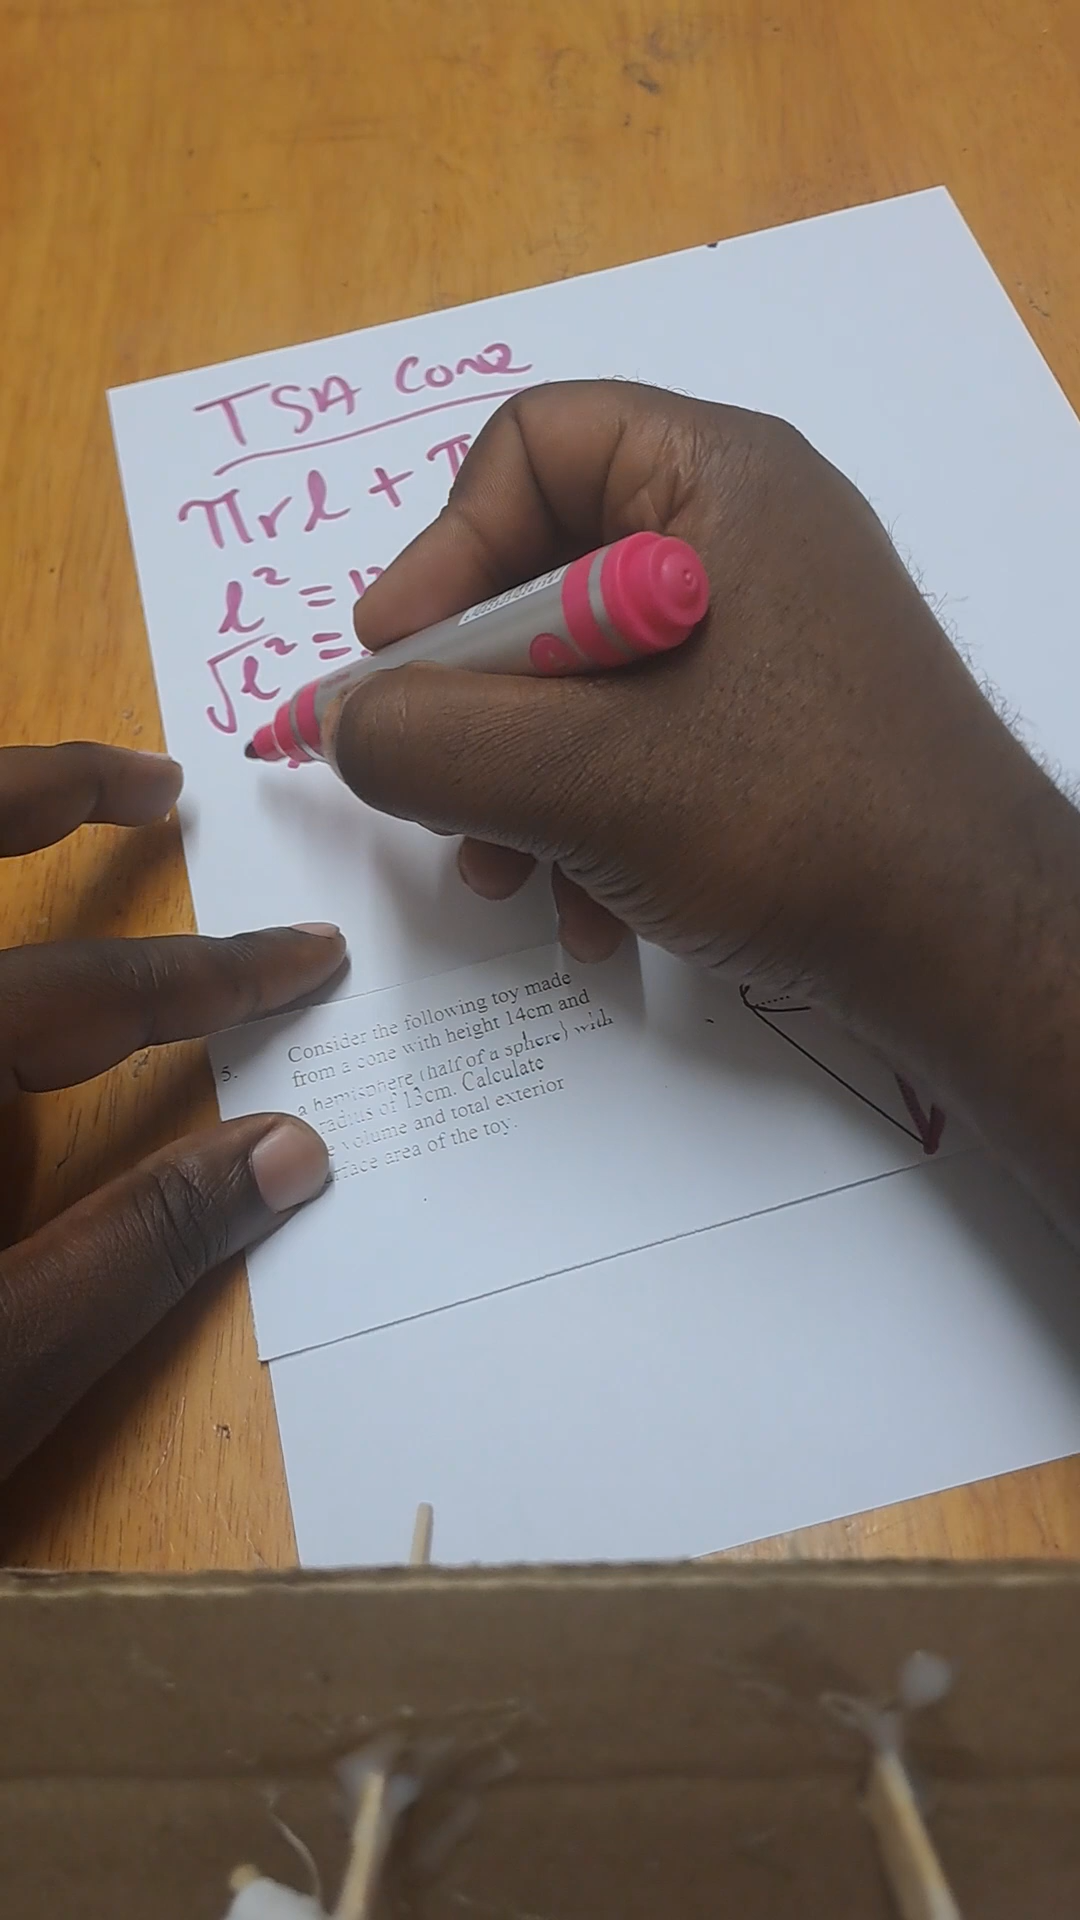 TSA Cone
πrl + π
l² = 13
√l² =
A
5.
Consider the following toy made
from a cone with height 14cm and
a hemisphere (half of a sphere) with
radius of 13cm. Calculate
volume and total exterior
area of the toy.